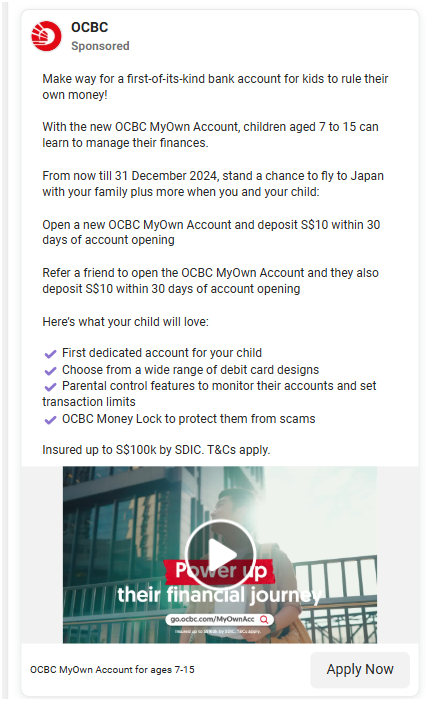 OCBC
Sponsored
Make way for a first-of-its-kind bank account for kids to rule their
own money!
With the new OCBC MyOwn Account, children aged 7 to 15 can
learn to manage their finances.
From now till 31 December 2024, stand a chance to fly to Japan
with your family plus more when you and your child:
Open a new OCBC MyOwn Account and deposit S$10 within 30
days of account opening
Refer a friend to open the OCBC MyOwn Account and they also
deposit S$10 within 30 days of account opening
Here's what your child will love:
First dedicated account for your child
Choose from a wide range of debit card designs
Parental control features to monitor their accounts and set
transaction limits
OCBC Money Lock to protect them from scams
Insured up to S$100k by SDIC. T&Cs apply.
Power up
their financial journey
go.ocbc.com/MyOwnAcc
Insured up to S$100k by SDIC. T&Cs apply.
OCBC MyOwn Account for ages 7-15
Apply Now